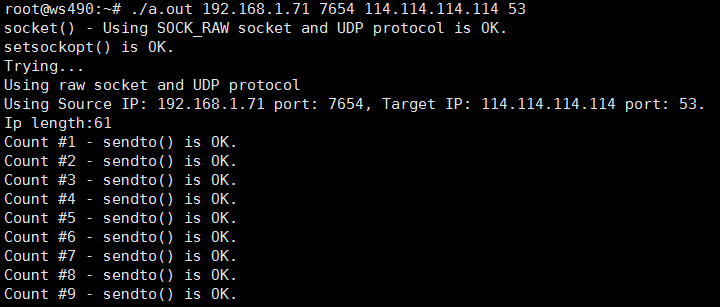 root@ws490:~# ./a.out 192.168.1.71 7654 114.114.114.114 53
socket() - Using SOCK_RAW socket and UDP protocol is OK.
setsockopt() is OK.
Trying...
Using raw socket and UDP protocol
Using Source IP: 192.168.1.71 port: 7654, Target IP: 114.114.114.114 port: 53.
Ip length:61
Count #1 - sendto() is OK.
Count #2 - sendto() is OK.
Count #3 - sendto() is OK.
Count #4 - sendto() is OK.
Count #5 - sendto() is OK.
Count #6 - sendto() is OK.
Count #7 - sendto() is OK.
Count #8 - sendto() is OK.
Count #9 - sendto() is OK.